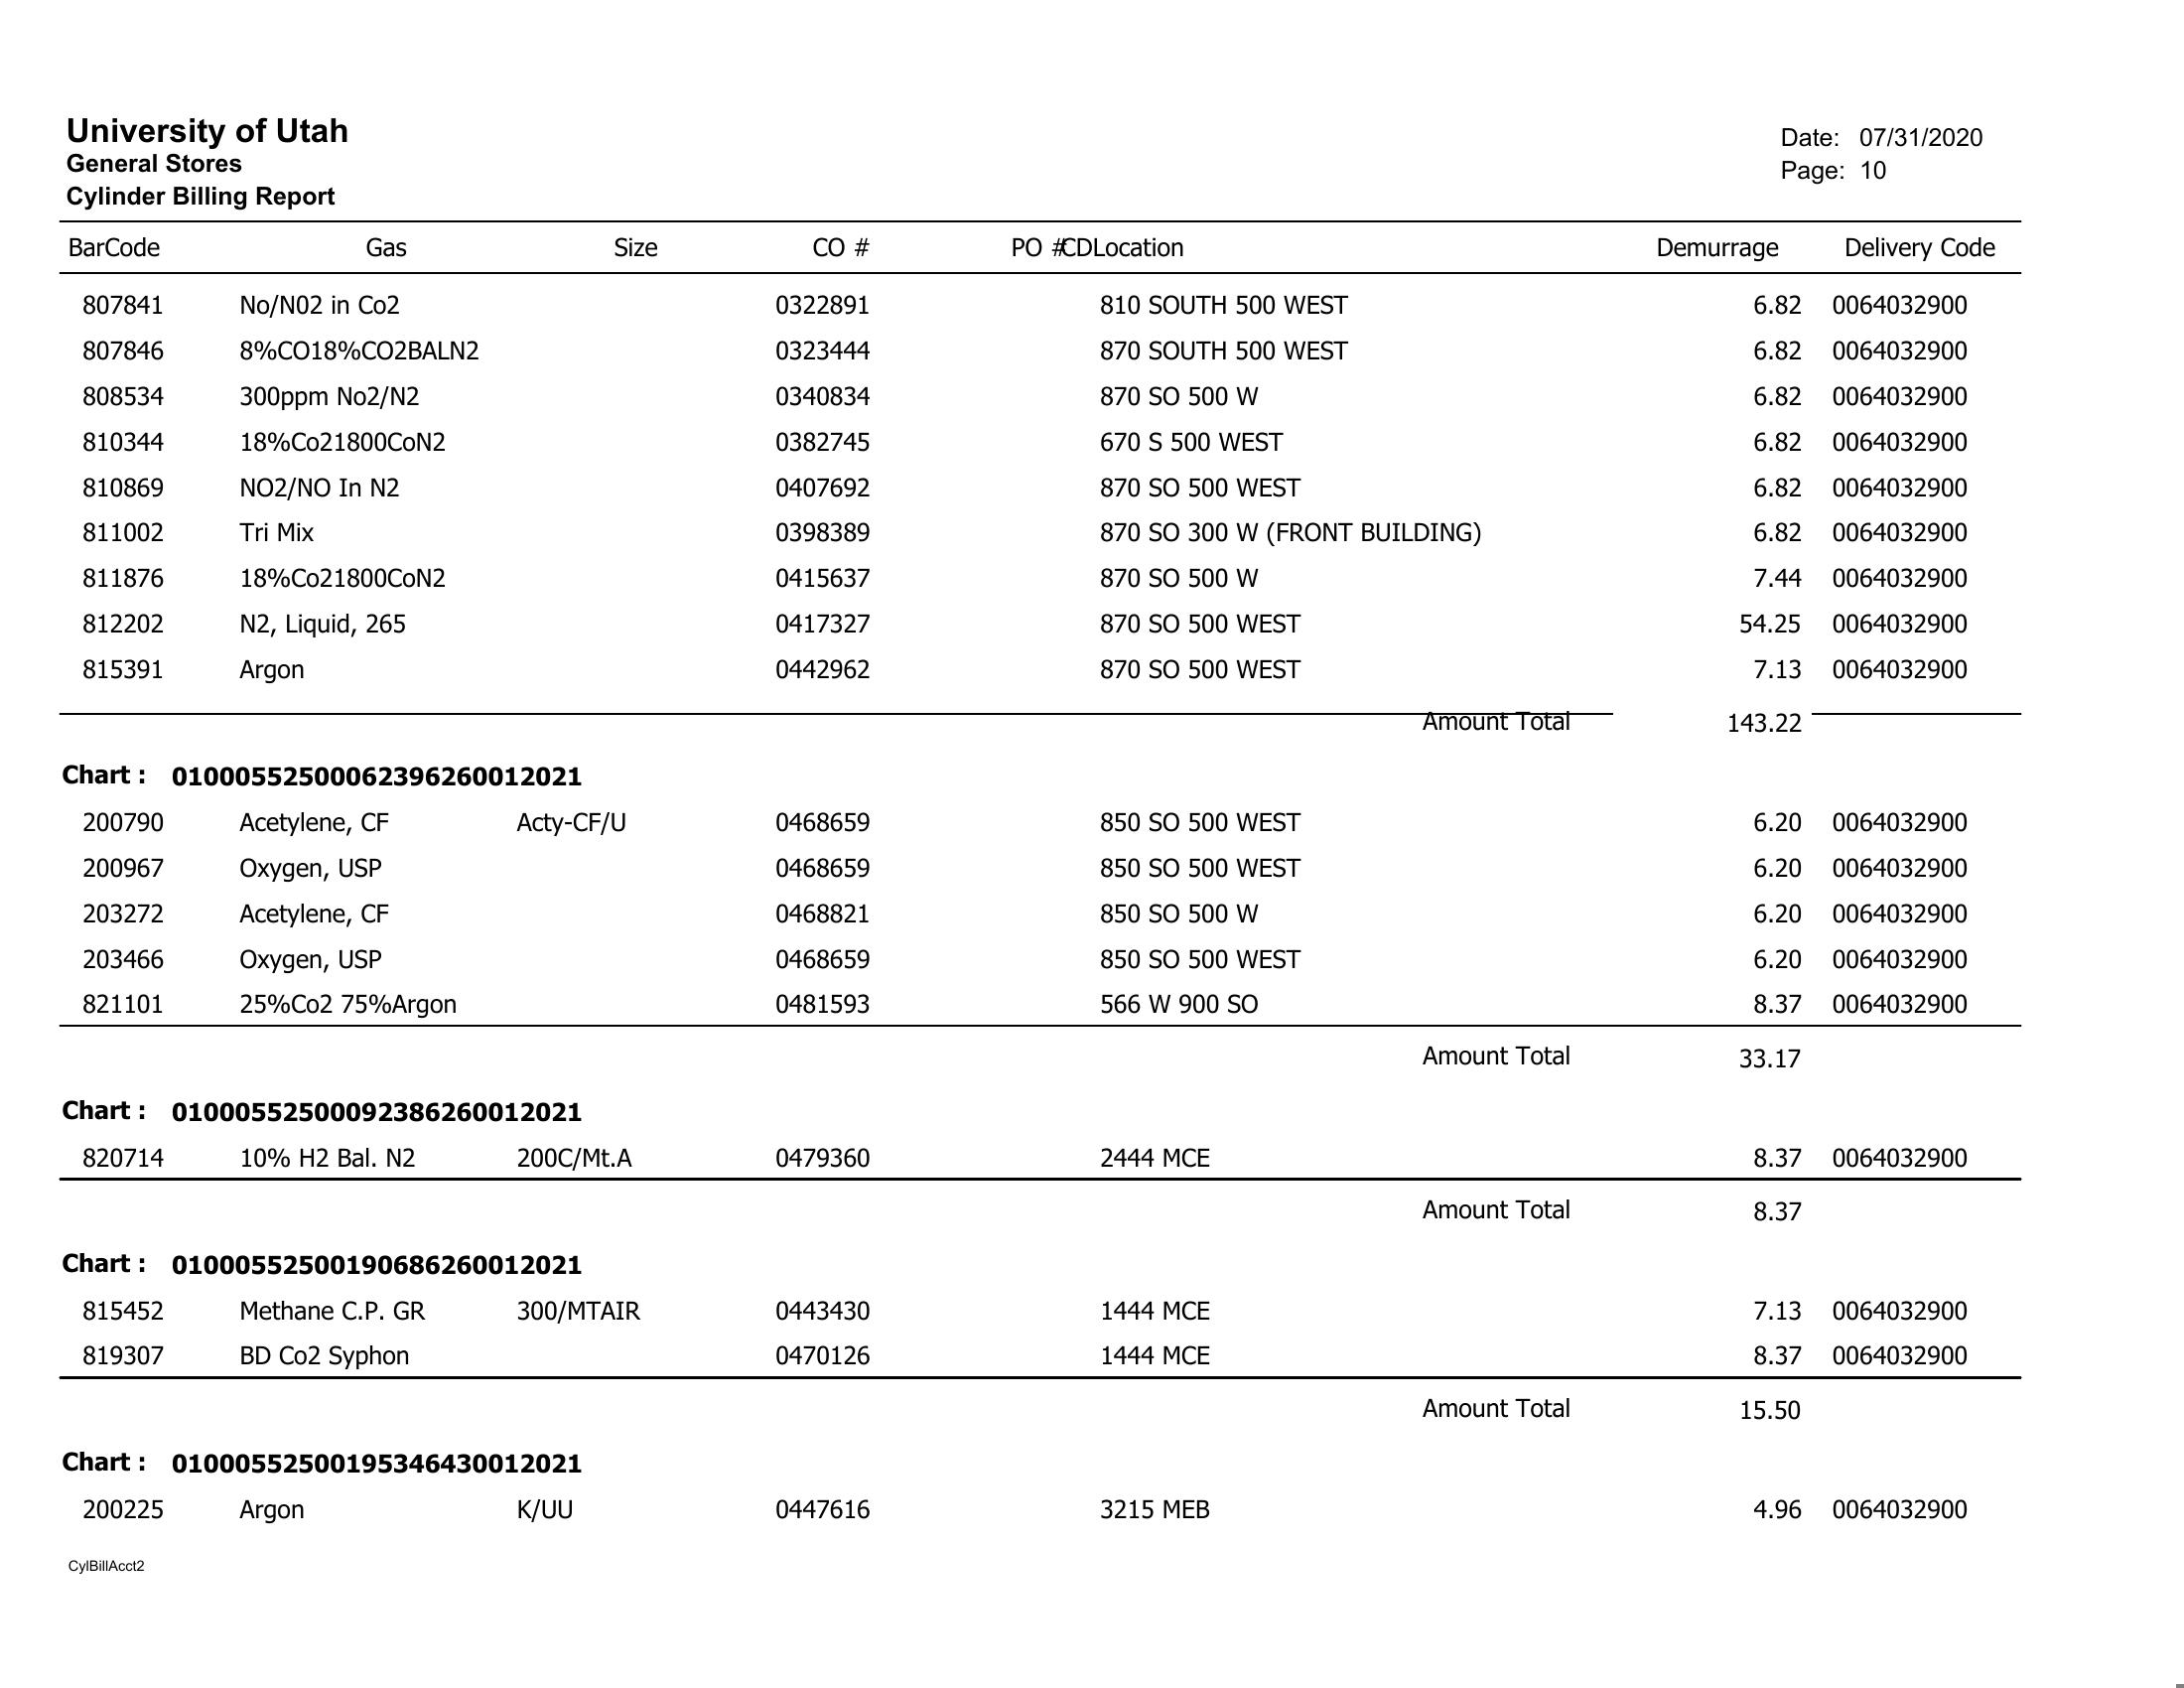 University of Utah
General Stores
Cylinder Billing Report
Date: 07/31/2020
Page: 10
BarCode Gas Size CO # PO # CDLocation Demurrage Delivery Code
807841 No/N02 in Co2 0322891 810 SOUTH 500 WEST 6.82 0064032900
807846 8%CO18%CO2BALN2 0323444 870 SOUTH 500 WEST 6.82 0064032900
808534 300ppm No2/N2 0340834 870 SO 500 W 6.82 0064032900
810344 18%Co21800CoN2 0382745 670 S 500 WEST 6.82 0064032900
810869 NO2/NO In N2 0407692 870 SO 500 WEST 6.82 0064032900
811002 Tri Mix 0398389 870 SO 300 W (FRONT BUILDING) 6.82 0064032900
811876 18%Co21800CoN2 0415637 870 SO 500 W 7.44 0064032900
812202 N2, Liquid, 265 0417327 870 SO 500 WEST 54.25 0064032900
815391 Argon 0442962 870 SO 500 WEST 7.13 0064032900
Amount Total 143.22
Chart : 01000552500062396260012021
200790 Acetylene, CF Acty-CF/U 0468659 850 SO 500 WEST 6.20 0064032900
200967 Oxygen, USP 0468659 850 SO 500 WEST 6.20 0064032900
203272 Acetylene, CF 0468821 850 SO 500 W 6.20 0064032900
203466 Oxygen, USP 0468659 850 SO 500 WEST 6.20 0064032900
821101 25%Co2 75%Argon 0481593 566 W 900 SO 8.37 0064032900
Amount Total 33.17
Chart : 01000552500092386260012021
820714 10% H2 Bal. N2 200C/Mt.A 0479360 2444 MCE 8.37 0064032900
Amount Total 8.37
Chart : 01000552500190686260012021
815452 Methane C.P. GR 300/MTAIR 0443430 1444 MCE 7.13 0064032900
819307 BD Co2 Syphon 0470126 1444 MCE 8.37 0064032900
Amount Total 15.50
Chart : 01000552500195346430012021
200225 Argon K/UU 0447616 3215 MEB 4.96 0064032900
CylBillAcct2